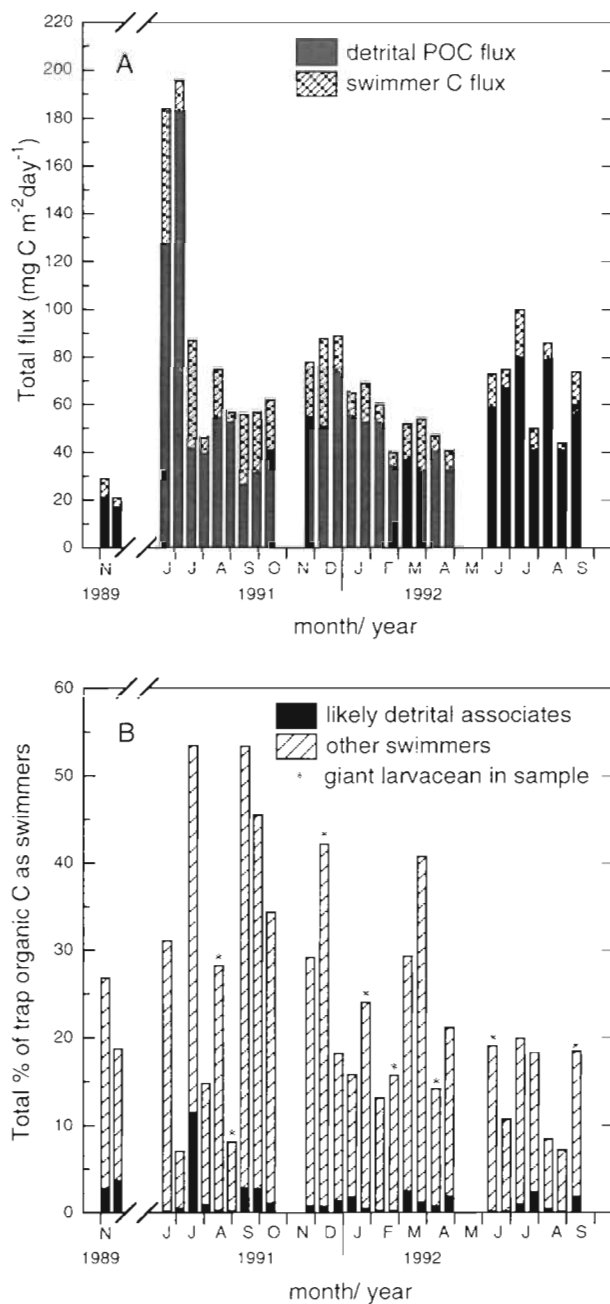 A
detrital POC flux
swimmer C flux
Total flux (mg C m⁻²day⁻¹)
220
200
180
160
140
120
100
80
60
40
20
0
N J J A S O N D J F M A M J J A S
1989 1991 1992
month/ year
B
likely detrital associates
other swimmers
* giant larvacean in sample
Total % of trap organic C as swimmers
60
50
40
30
20
10
0
N J J A S O N D J F M A M J J A S
1989 1991 1992
month/ year